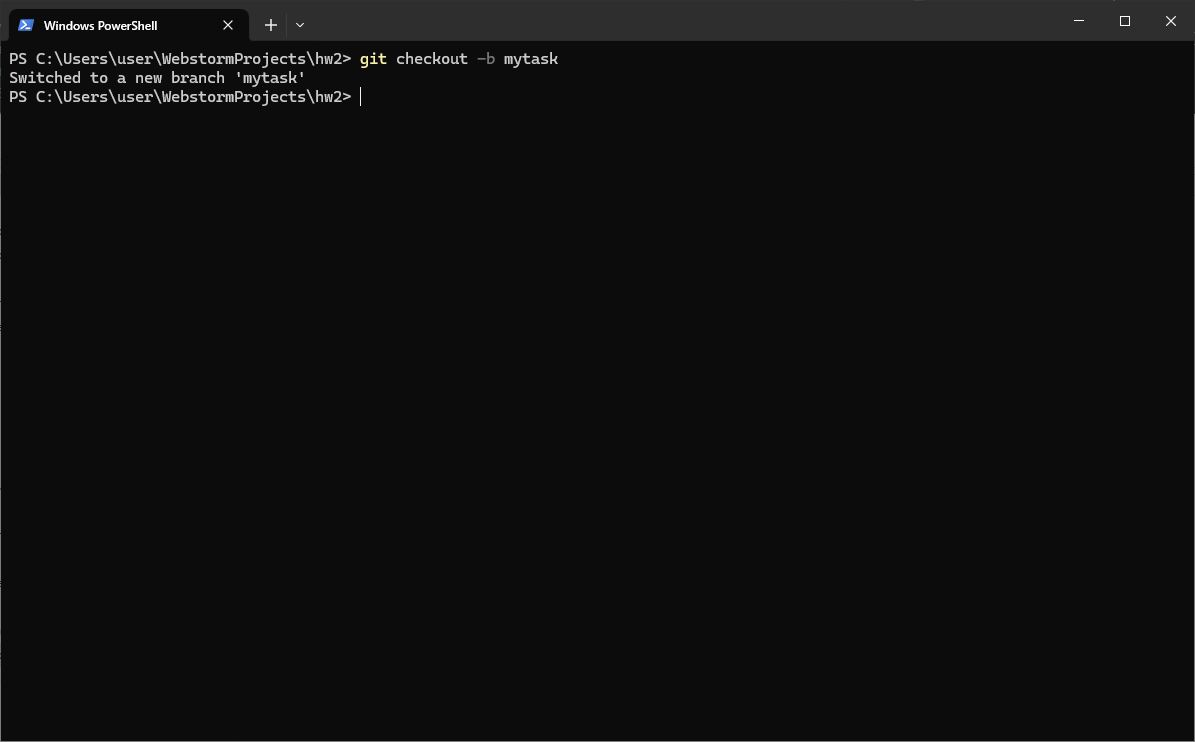 Windows PowerShell
PS C:\Users\user\WebstormProjects\hw2> git checkout -b mytask
Switched to a new branch 'mytask'
PS C:\Users\user\WebstormProjects\hw2>